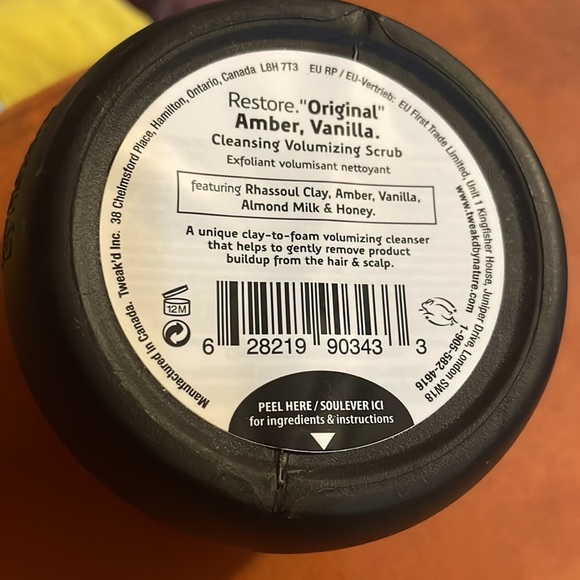 Restore."Original"
Amber, Vanilla.
Cleansing Volumizing Scrub
Exfoliant volumisant nettoyant
featuring Rhassoul Clay, Amber, Vanilla,
Almond Milk & Honey.
A unique clay-to-foam volumizing cleanser
that helps to gently remove product
buildup from the hair & scalp.
12M
6 28219 90343 3
PEEL HERE / SOULEVER ICI
for ingredients & instructions
Manufactured in Canada. Tweak'd Inc. 38 Chelmsford Place, Hamilton, Ontario, Canada L8H 7T3 EU RP / EU-Vertrieb: EU First Trade Limited, Unit 1 Kingfisher House, Juniper Drive, London SW18
www.tweakdbynature.com 1-905-582-4616